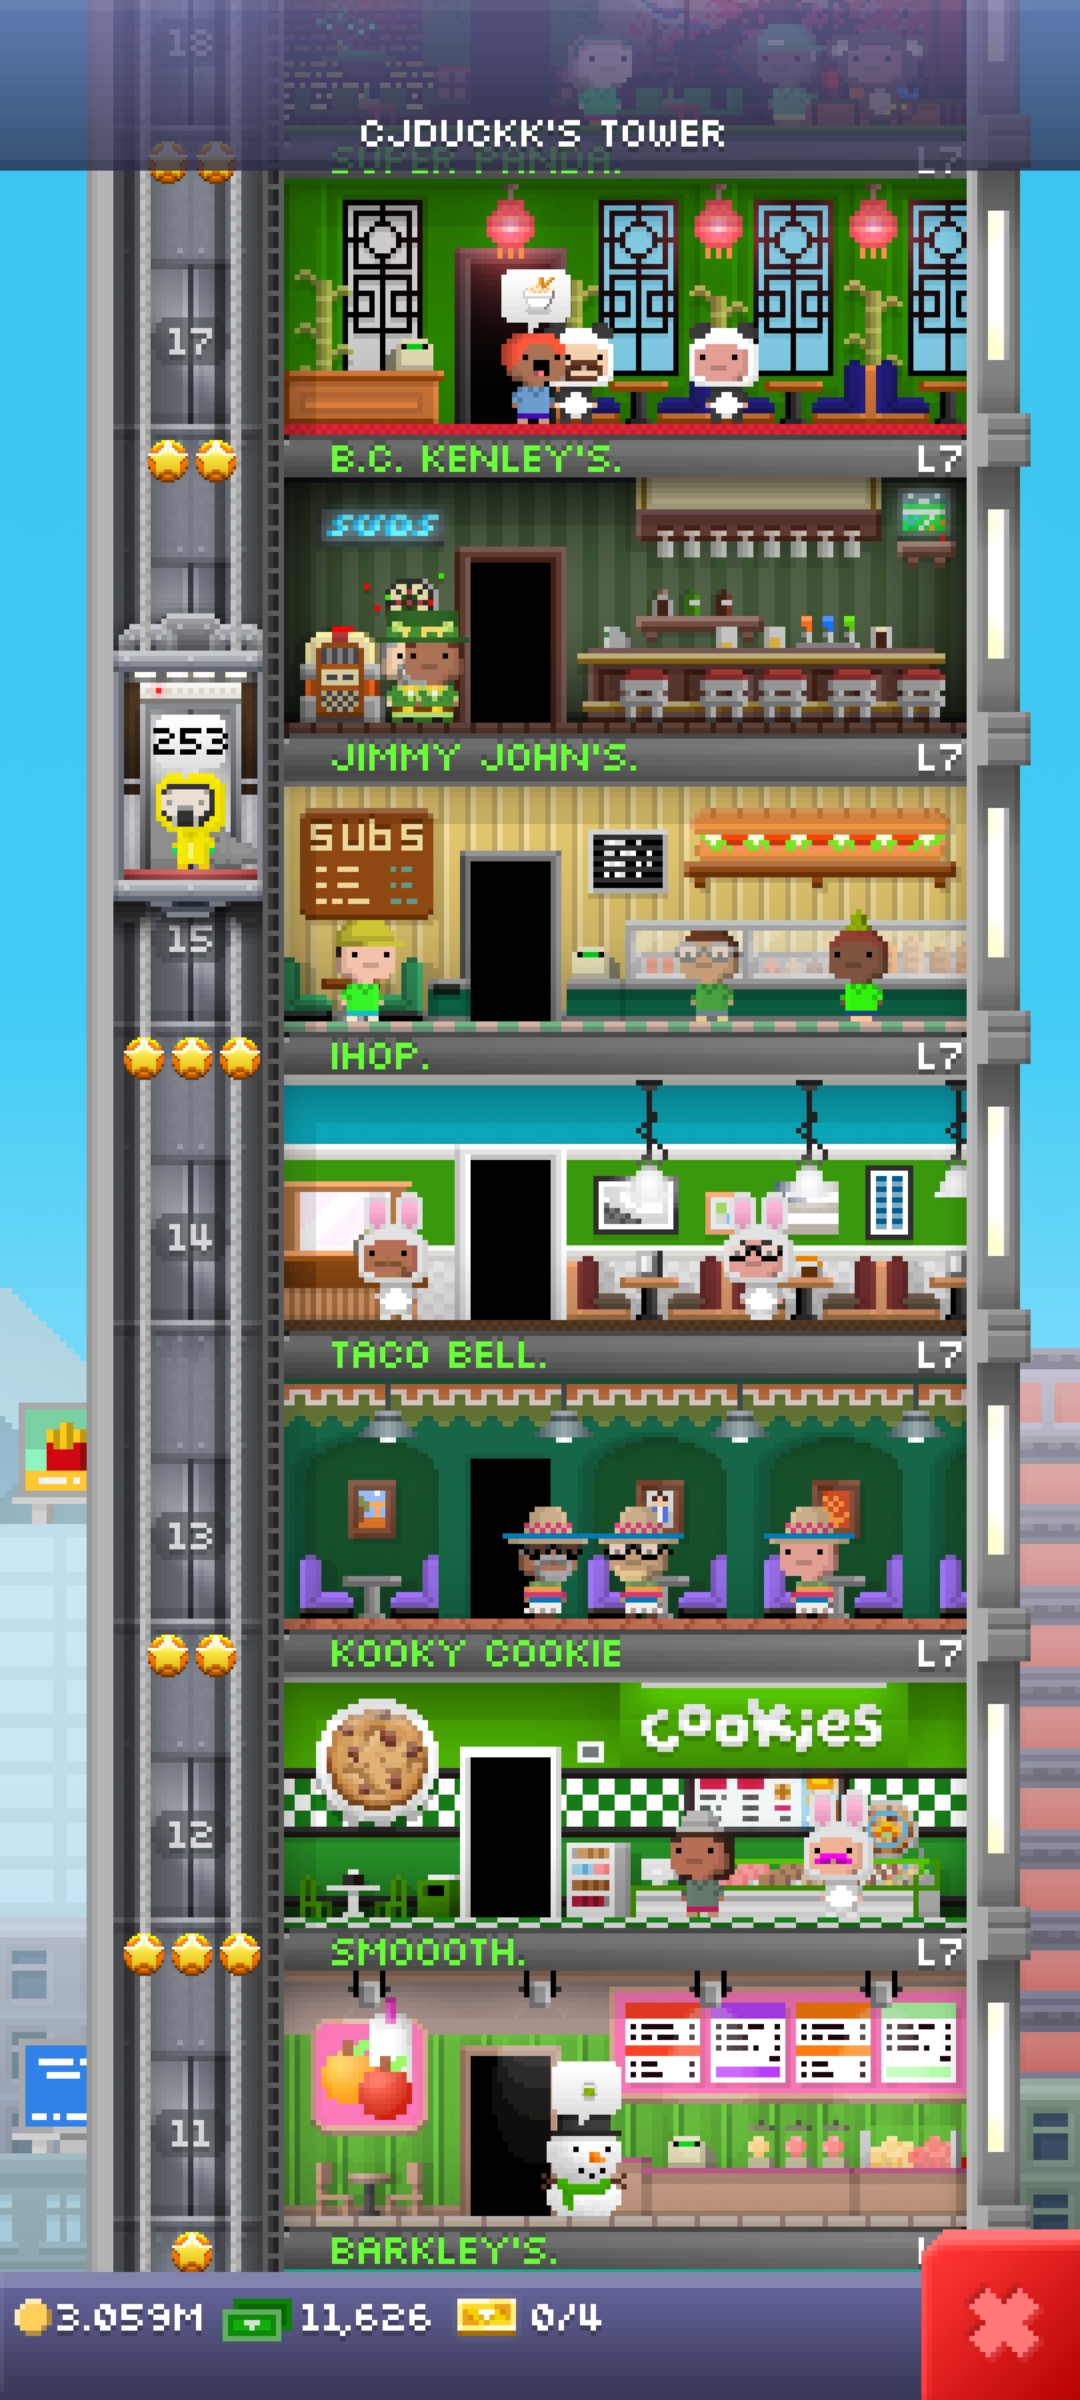 18
CJDUCKK'S TOWER
SUPER PANDA. L7
17
B.C. KENLEY'S. L7
SUDS
253
JIMMY JOHN'S. L7
SUBS
15
IHOP. L7
14
TACO BELL. L7
13
KOOKY COOKIE L7
COOKIES
12
SMOOOTH. L7
11
BARKLEY'S.
3.059M 11,626 0/4